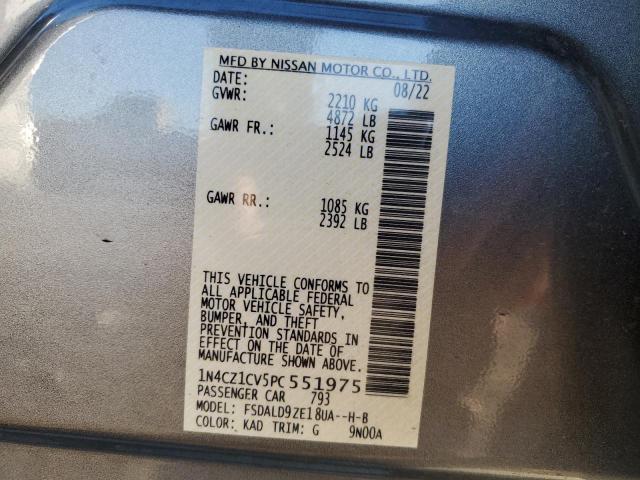 MFD BY NISSAN MOTOR CO., LTD.
DATE: 08/22
GVWR: 2210 KG
4872 LB
GAWR FR.: 1145 KG
2524 LB
GAWR RR.: 1085 KG
2392 LB
THIS VEHICLE CONFORMS TO
ALL APPLICABLE FEDERAL
MOTOR VEHICLE SAFETY,
BUMPER, AND THEFT
PREVENTION STANDARDS IN
EFFECT ON THE DATE OF
MANUFACTURE SHOWN ABOVE.
1N4CZ1CV5PC551975
PASSENGER CAR 793
MODEL: FSDALD9ZE18UA--H-B
COLOR: KAD TRIM: G 9N00A